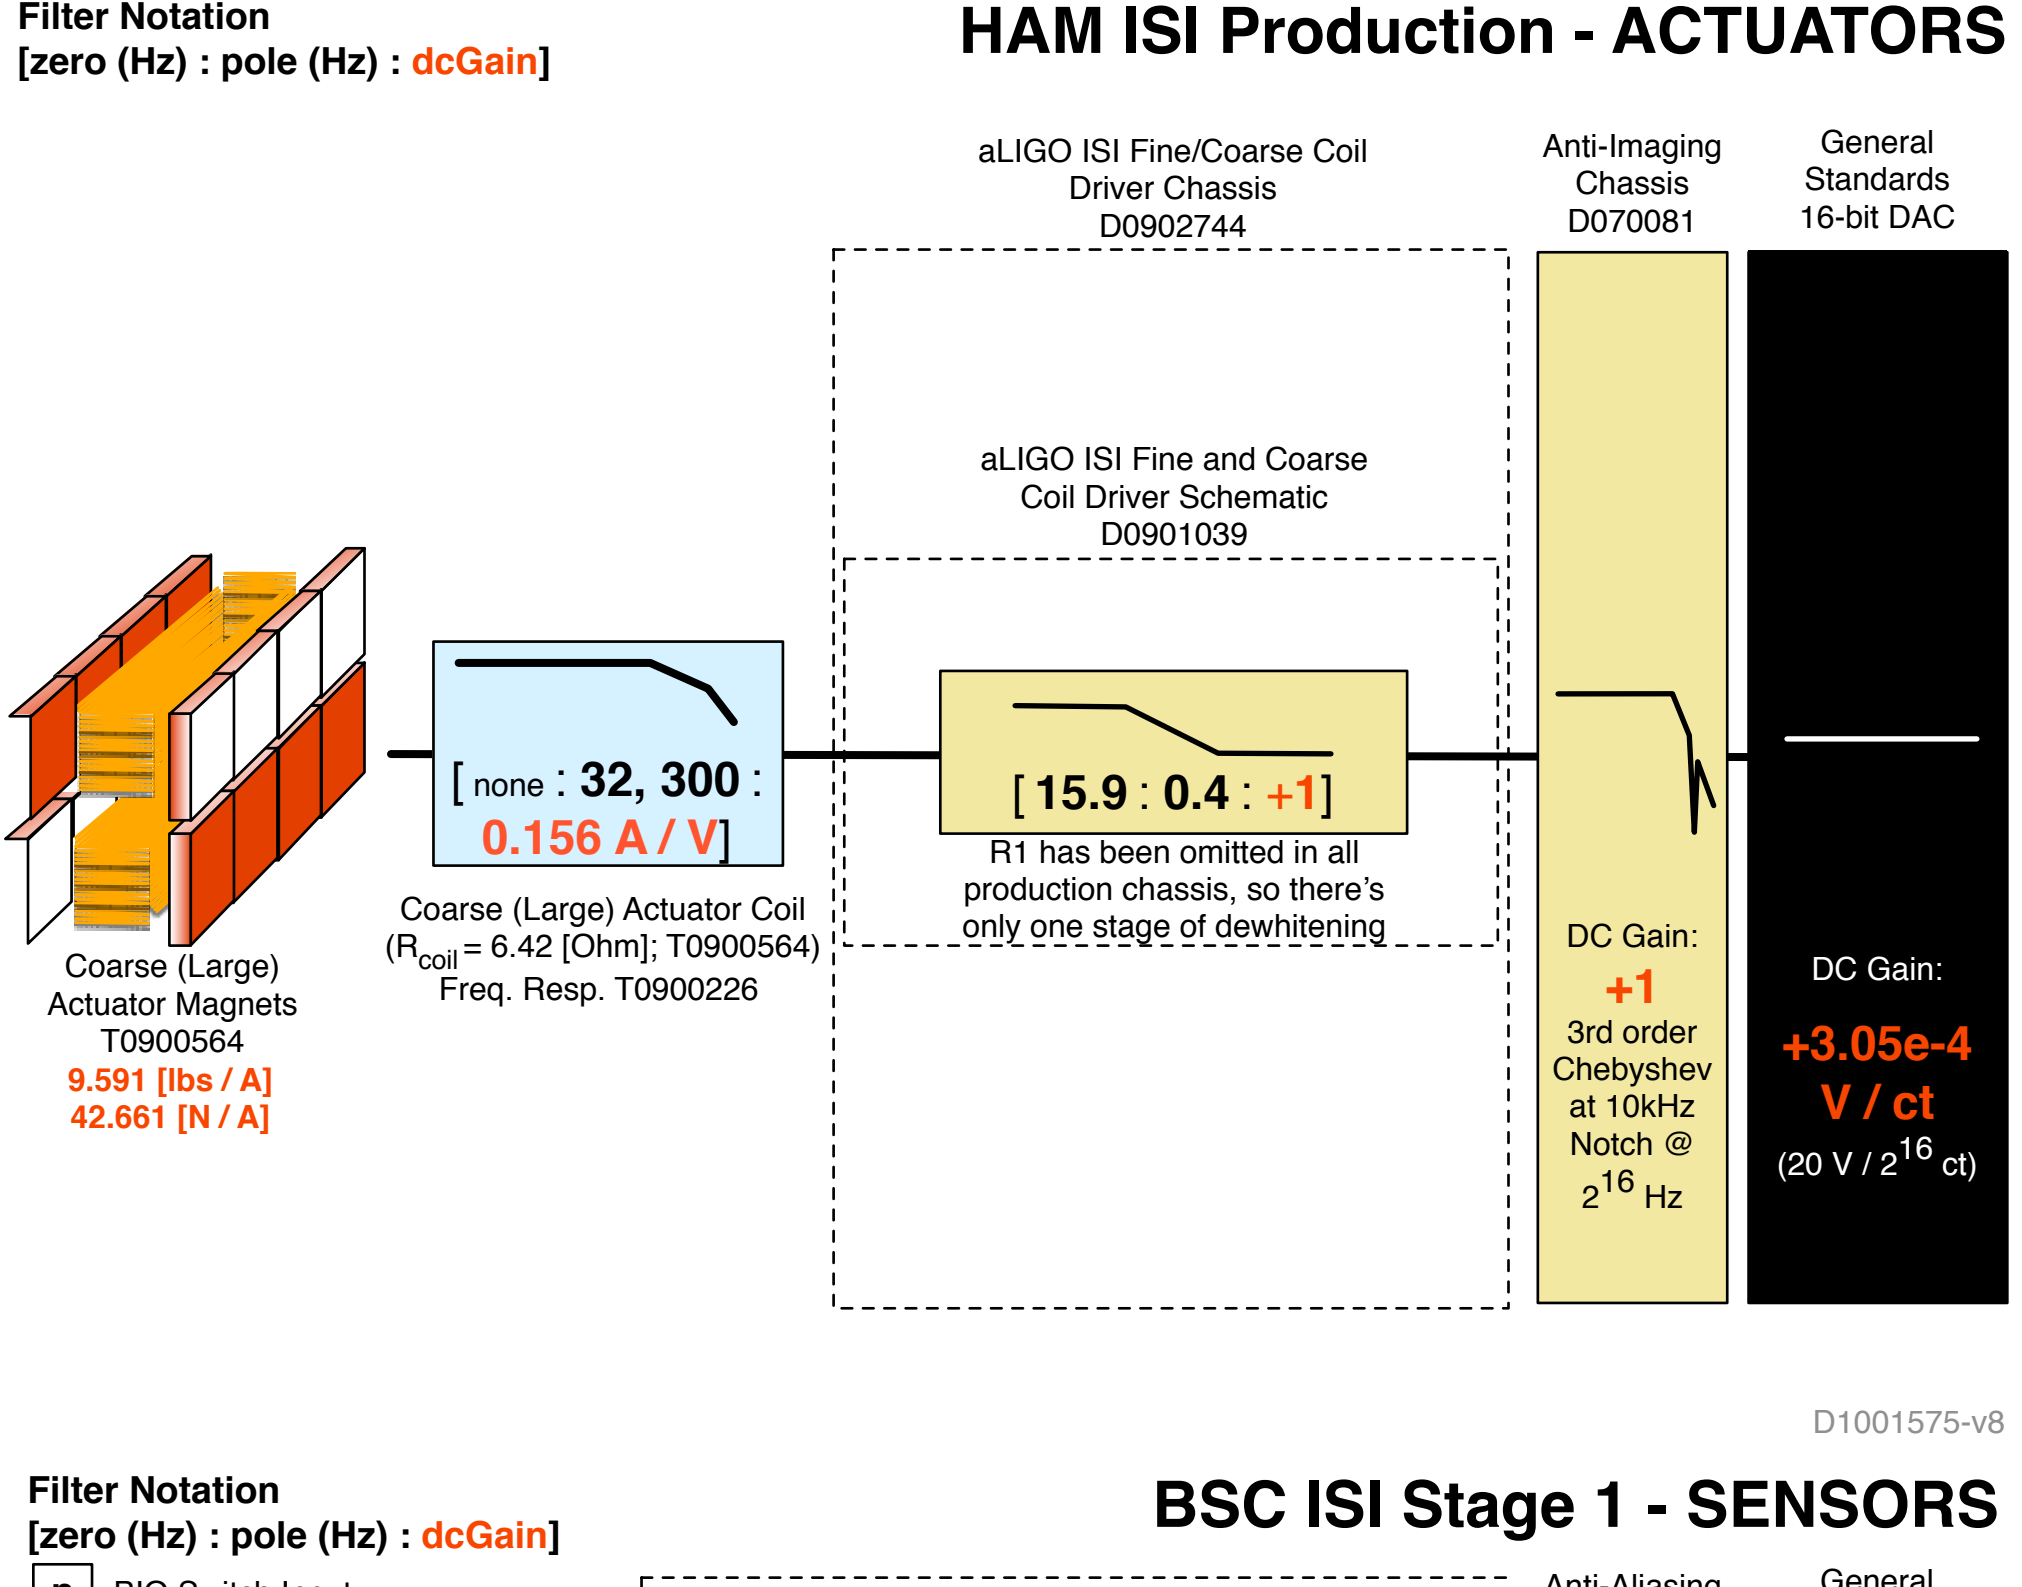 Filter Notation
[zero (Hz) : pole (Hz) : dcGain]
HAM ISI Production - ACTUATORS
aLIGO ISI Fine/Coarse Coil
Driver Chassis
D0902744
Anti-Imaging
Chassis
D070081
General
Standards
16-bit DAC
aLIGO ISI Fine and Coarse
Coil Driver Schematic
D0901039
[ none : 32, 300 :
0.156 A / V]
[ 15.9 : 0.4 : +1]
R1 has been omitted in all
production chassis, so there's
only one stage of dewhitening
Coarse (Large) Actuator Coil
(Rcoil = 6.42 [Ohm]; T0900564)
Freq. Resp. T0900226
Coarse (Large)
Actuator Magnets
T0900564
9.591 [lbs / A]
42.661 [N / A]
DC Gain:
+1
3rd order
Chebyshev
at 10kHz
Notch @
2^16 Hz
DC Gain:
+3.05e-4
V / ct
(20 V / 2^16 ct)
D1001575-v8
Filter Notation
[zero (Hz) : pole (Hz) : dcGain]
BSC ISI Stage 1 - SENSORS
n
BIO Switch Input
Anti-Aliasing
General